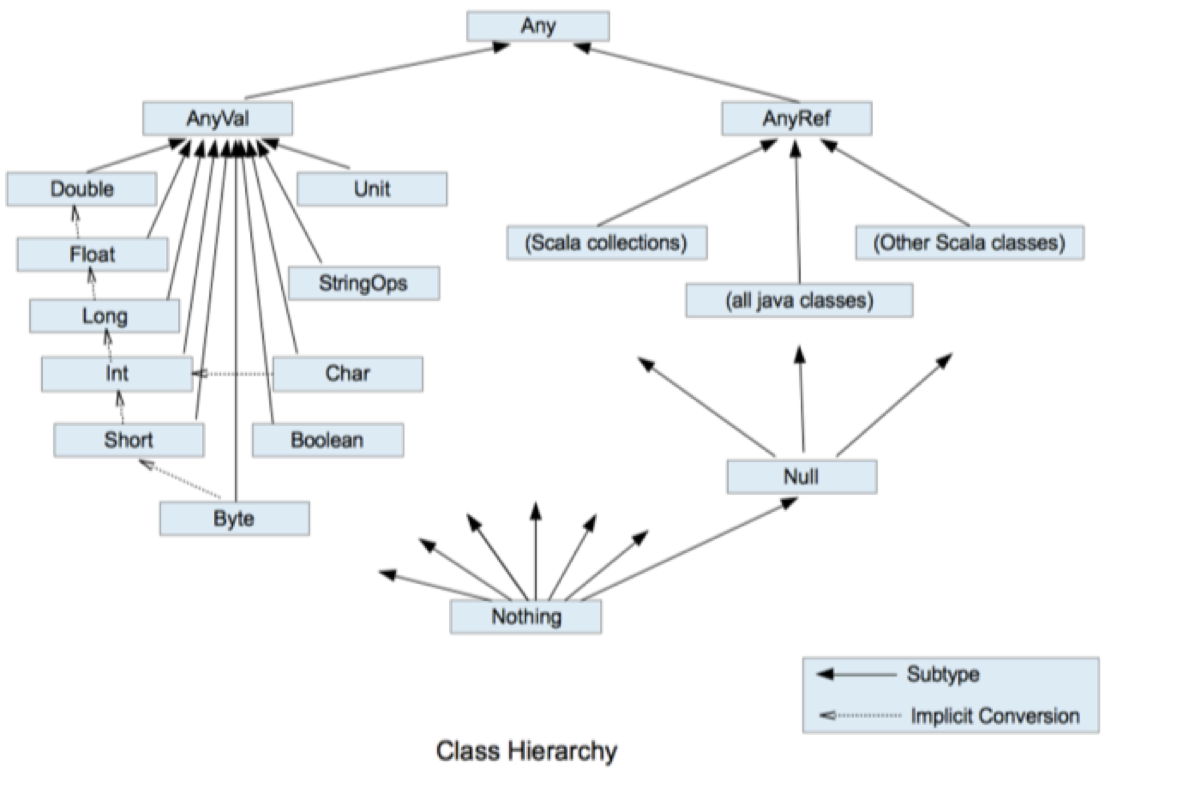 Any
AnyVal
AnyRef
Double
Unit
Float
(Scala collections)
(Other Scala classes)
StringOps
(all java classes)
Long
Int
Char
Short
Boolean
Null
Byte
Nothing
Subtype
Implicit Conversion
Class Hierarchy